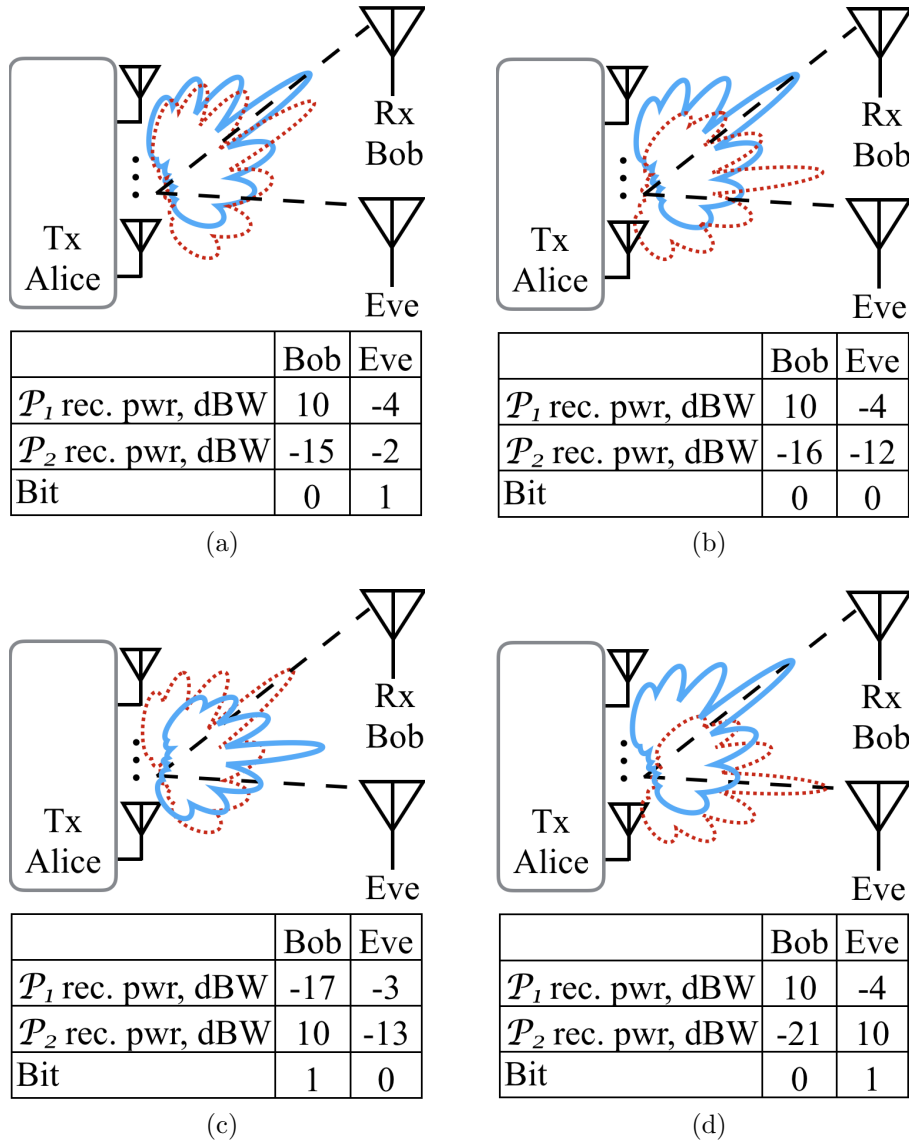 Rx
Bob
Tx
Alice
Eve
Bob Eve
𝒫₁ rec. pwr, dBW 10 -4
𝒫₂ rec. pwr, dBW -15 -2
Bit 0 1
(a)
Rx
Bob
Tx
Alice
Eve
Bob Eve
𝒫₁ rec. pwr, dBW 10 -4
𝒫₂ rec. pwr, dBW -16 -12
Bit 0 0
(b)
Rx
Bob
Tx
Alice
Eve
Bob Eve
𝒫₁ rec. pwr, dBW -17 -3
𝒫₂ rec. pwr, dBW 10 -13
Bit 1 0
(c)
Rx
Bob
Tx
Alice
Eve
Bob Eve
𝒫₁ rec. pwr, dBW 10 -4
𝒫₂ rec. pwr, dBW -21 10
Bit 0 1
(d)